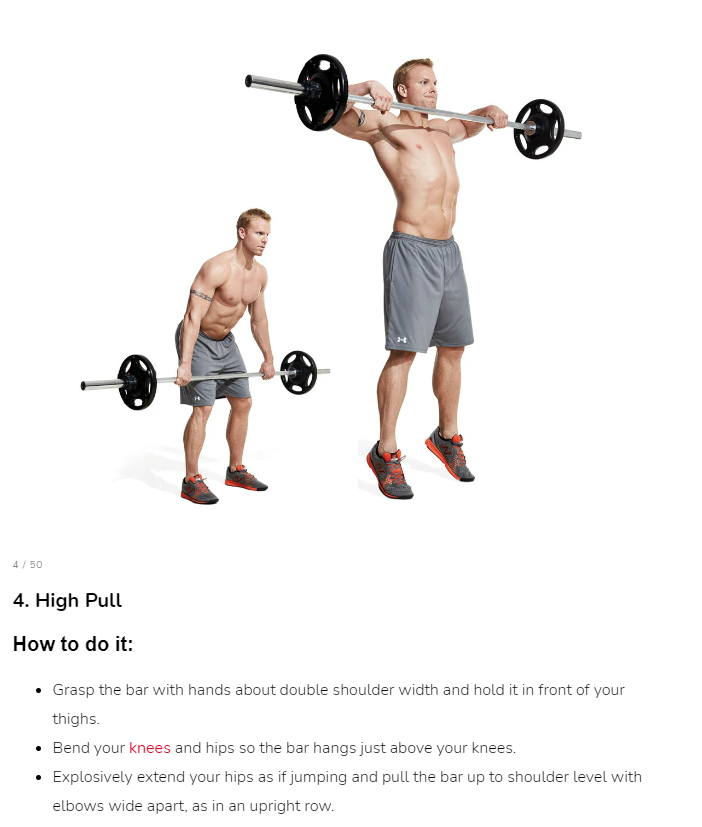 4 / 50
4. High Pull
How to do it:
Grasp the bar with hands about double shoulder width and hold it in front of your
thighs.
Bend your knees and hips so the bar hangs just above your knees.
Explosively extend your hips as if jumping and pull the bar up to shoulder level with
elbows wide apart, as in an upright row.